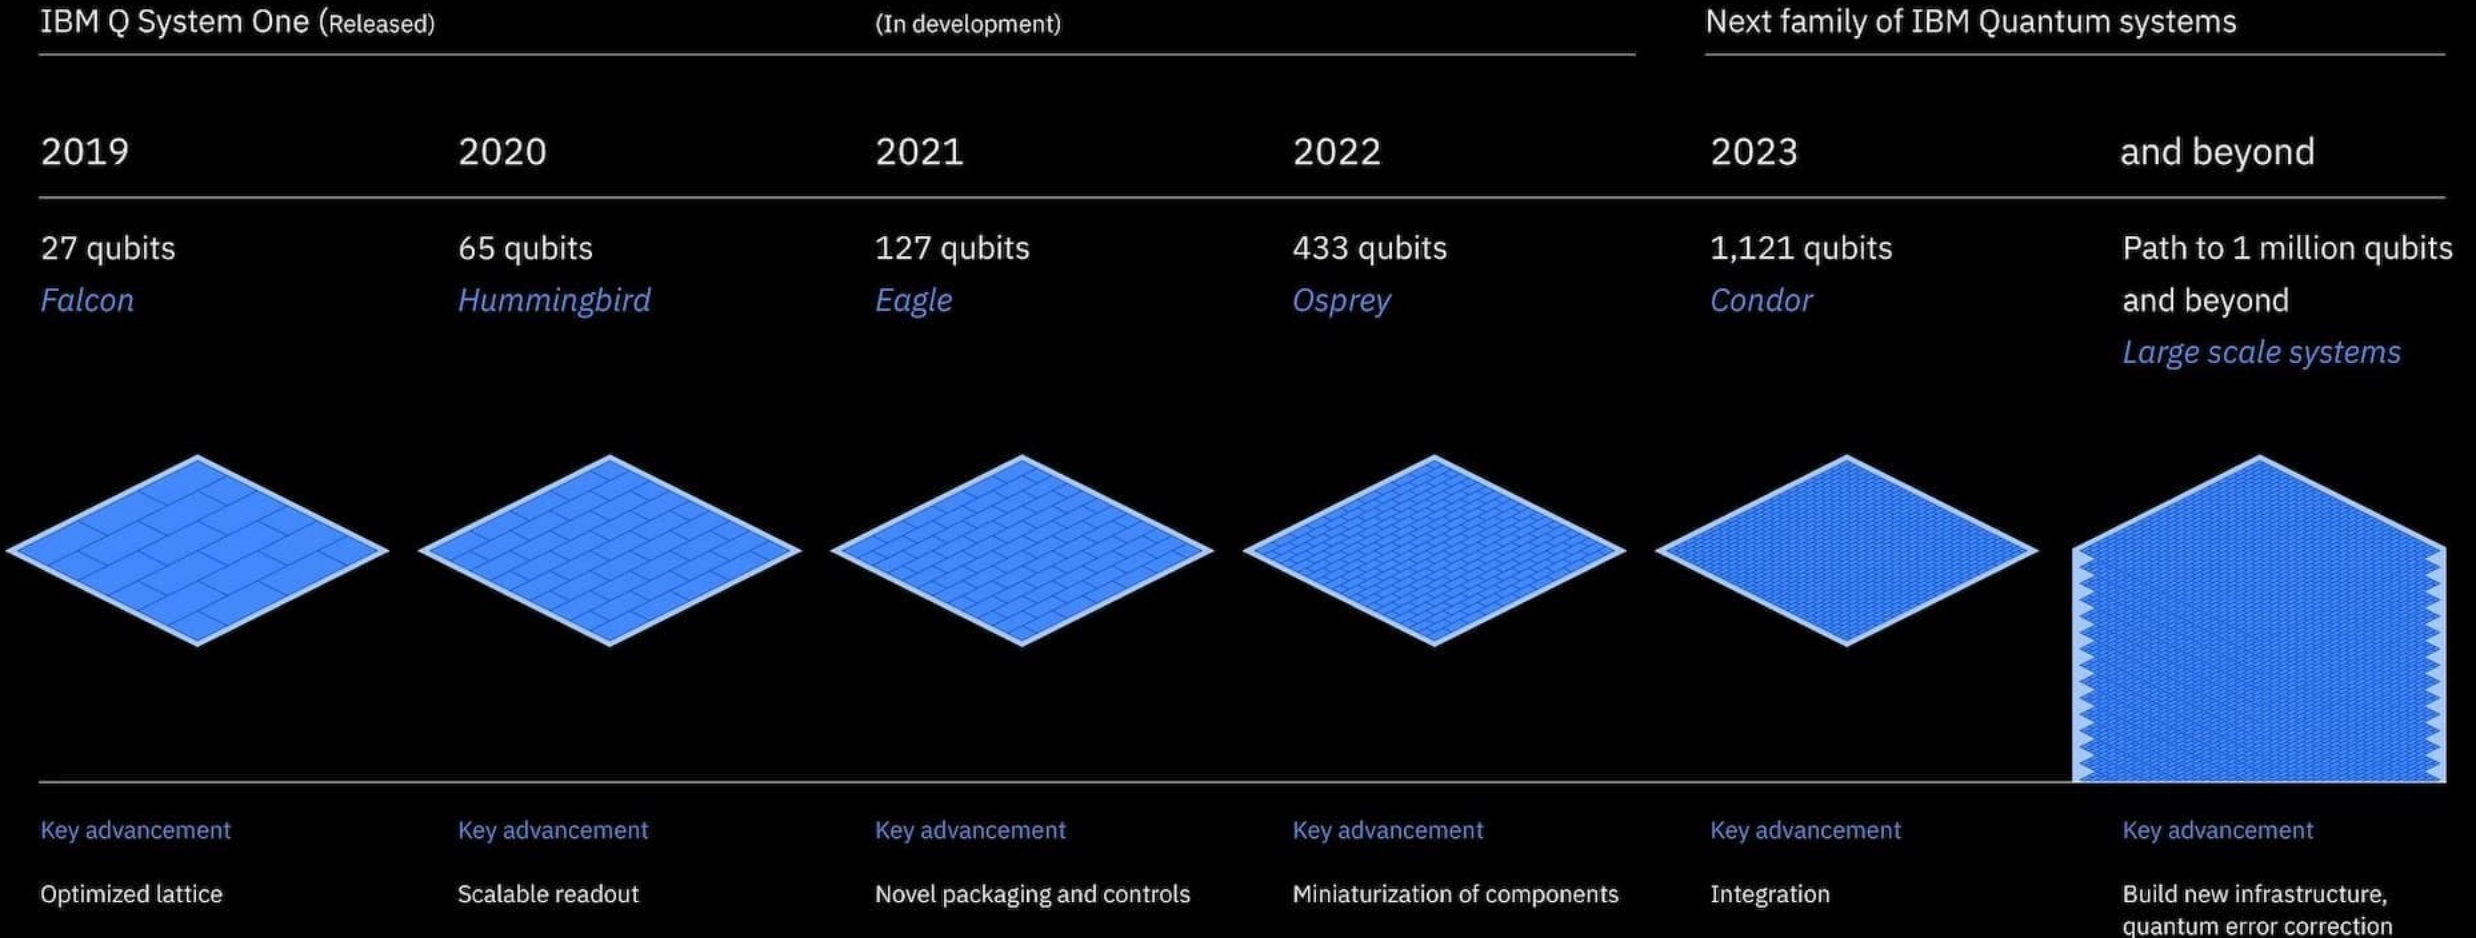 IBM Q System One (Released)
(In development)
Next family of IBM Quantum systems
2019
2020
2021
2022
2023
and beyond
27 qubits
Falcon
65 qubits
Hummingbird
127 qubits
Eagle
433 qubits
Osprey
1,121 qubits
Condor
Path to 1 million qubits
and beyond
Large scale systems
Key advancement
Optimized lattice
Key advancement
Scalable readout
Key advancement
Novel packaging and controls
Key advancement
Miniaturization of components
Key advancement
Integration
Key advancement
Build new infrastructure,
quantum error correction